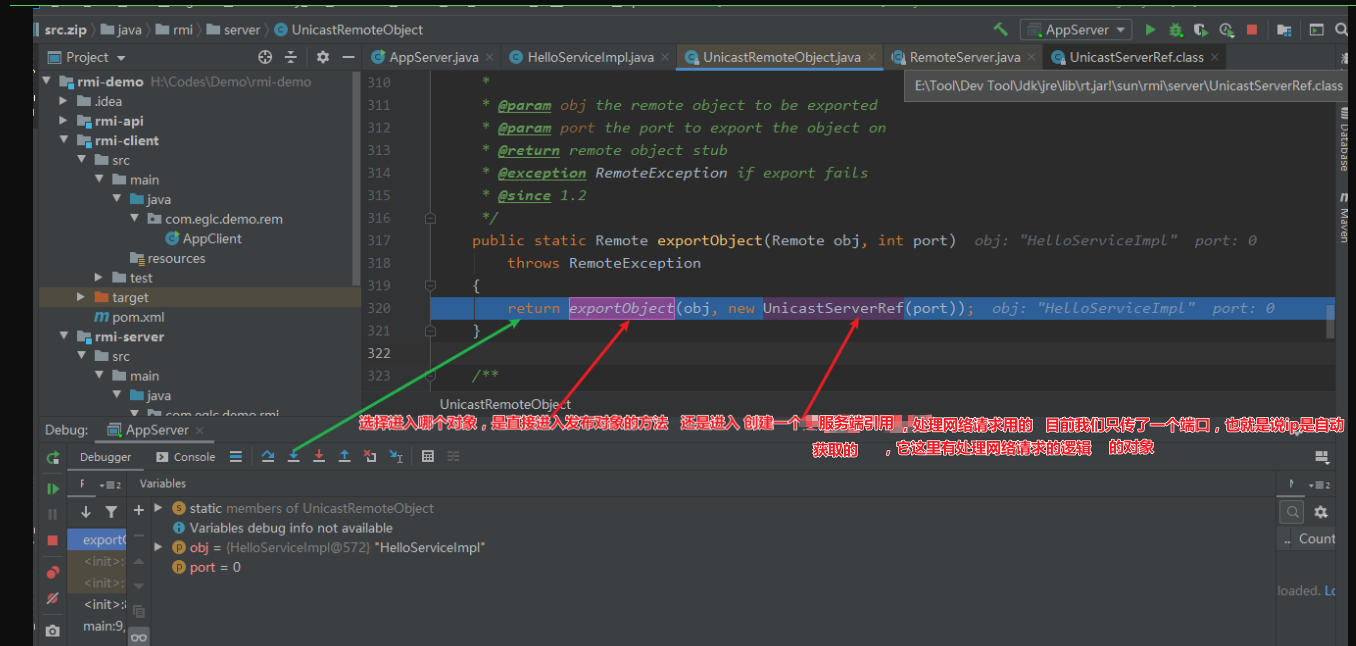 src.zip java rmi server UnicastRemoteObject AppServer
Project AppServer.java HelloServiceImpl.java UnicastRemoteObject.java RemoteServer.java UnicastServerRef.class
E:\Tool\Dev Tool\Jdk\jre\lib\rt.jar!\sun\rmi\server\UnicastServerRef.class
rmi-demo H:\Codes\Demo\rmi-demo
.idea
rmi-api
rmi-client
src
main
java
com.eglc.demo.rem
AppClient
resources
test
target
pom.xml
rmi-server
src
main
java
com.eglc.demo.rmi
310 *
311 * @param obj the remote object to be exported
312 * @param port the port to export the object on
313 * @return remote object stub
314 * @exception RemoteException if export fails
315 * @since 1.2
316 */
317 public static Remote exportObject(Remote obj, int port) obj: "HelloServiceImpl" port: 0
318 throws RemoteException
319 {
320 return exportObject(obj, new UnicastServerRef(port)); obj: "HelloServiceImpl" port: 0
321 }
322
323 /**
UnicastRemoteObject
Database
Maven
选择进入哪个对象，是直接进入发布对象的方法 还是进入 创建一个 服务端引用 ，处理网络请求用的 目前我们只传了一个端口，也就是说ip是自动
获取的 ，它这里有处理网络请求的逻辑 的对象
Debug: AppServer
Debugger Console
Variables
static members of UnicastRemoteObject
Variables debug info not available
obj = {HelloServiceImpl@572} "HelloServiceImpl"
port = 0
export
<init>:
<init>:
<init>:
main:9,
.. Count
loaded. Lo